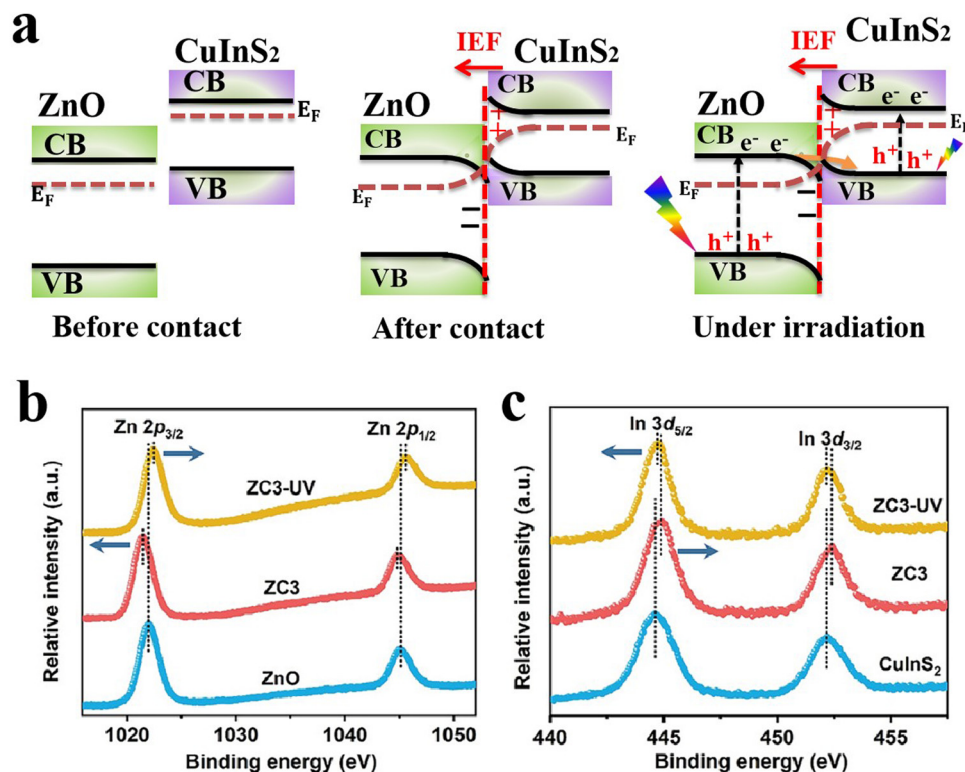 a
CuInS₂
ZnO
CB
CB
E_F
E_F
VB
VB
Before contact
IEF
CuInS₂
ZnO
CB
CB
+
+
E_F
VB
VB
After contact
IEF
CuInS₂
ZnO
CB
e⁻ e⁻
CB
e⁻ e⁻
+
+
E_F
h⁺ h⁺
E_F
VB
h⁺ h⁺
VB
Under irradiation
b
Zn 2p3/2
Zn 2p1/2
ZC3-UV
ZC3
ZnO
Relative intensity (a.u.)
1020 1030 1040 1050
Binding energy (eV)
c
In 3d5/2
In 3d3/2
ZC3-UV
ZC3
CuInS₂
Relative intensity (a.u.)
440 445 450 455
Binding energy (eV)